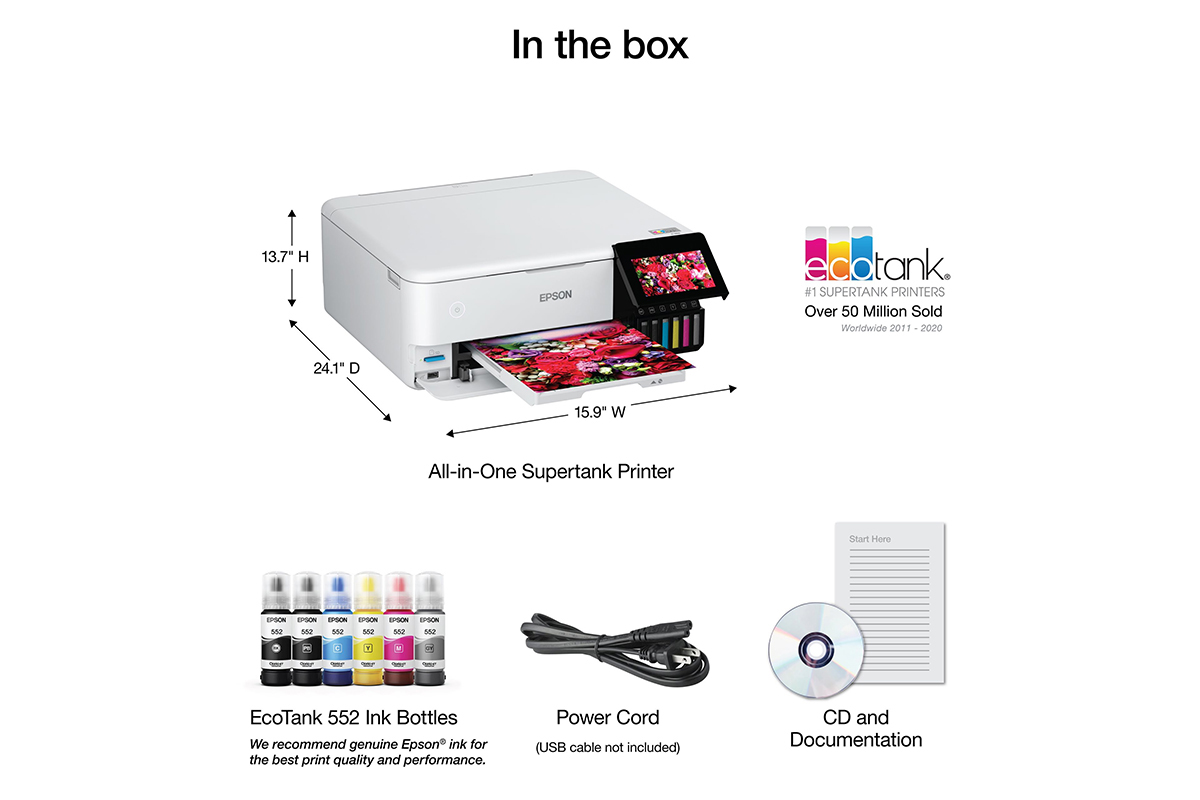 In the box
13.7" H
24.1" D
15.9" W
EPSON
ecotank®
#1 SUPERTANK PRINTERS
Over 50 Million Sold
Worldwide 2011 - 2020
All-in-One Supertank Printer
EPSON EPSON EPSON EPSON EPSON EPSON
552 552 552 552 552 552
BK PB C Y M GY
EcoTank 552 Ink Bottles
We recommend genuine Epson® ink for
the best print quality and performance.
Power Cord
(USB cable not included)
Start Here
CD and
Documentation